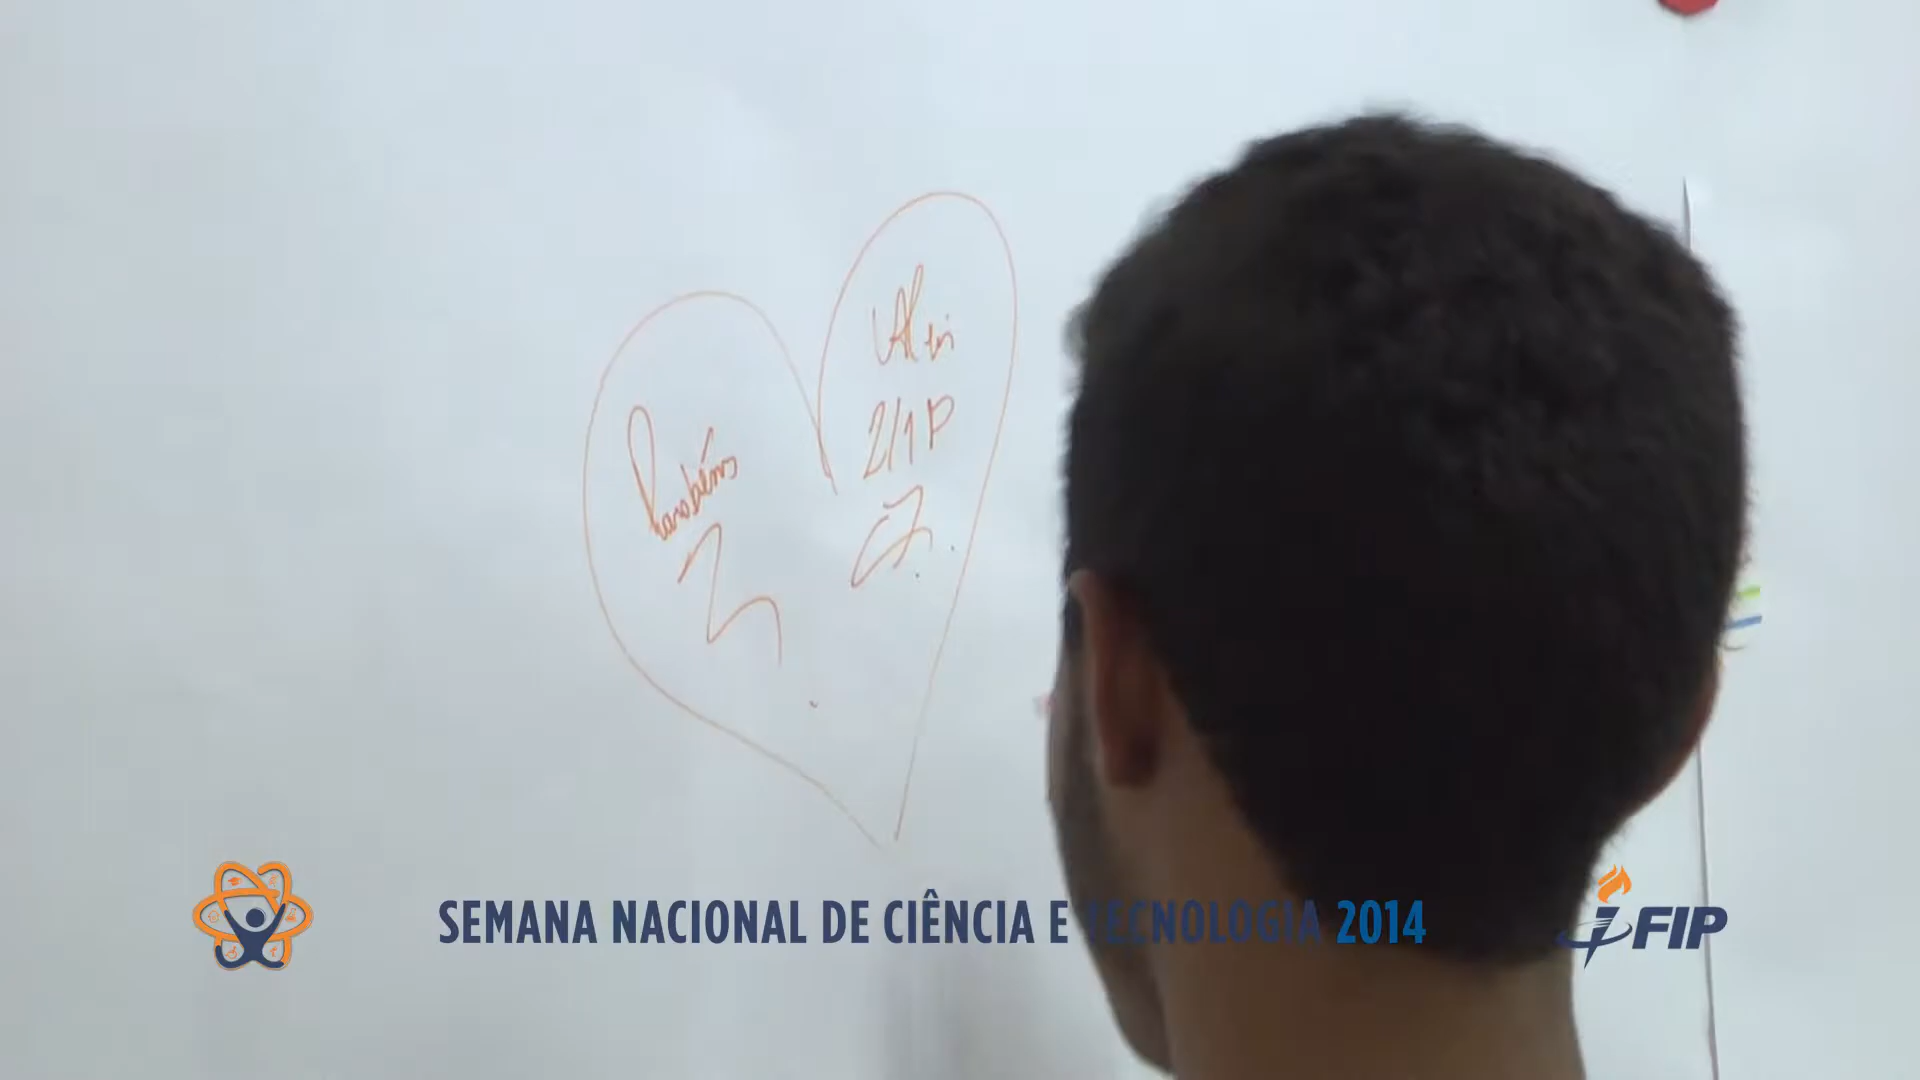 Parabéns
2/1P
SEMANA NACIONAL DE CIÊNCIA E TECNOLOGIA 2014
FIP